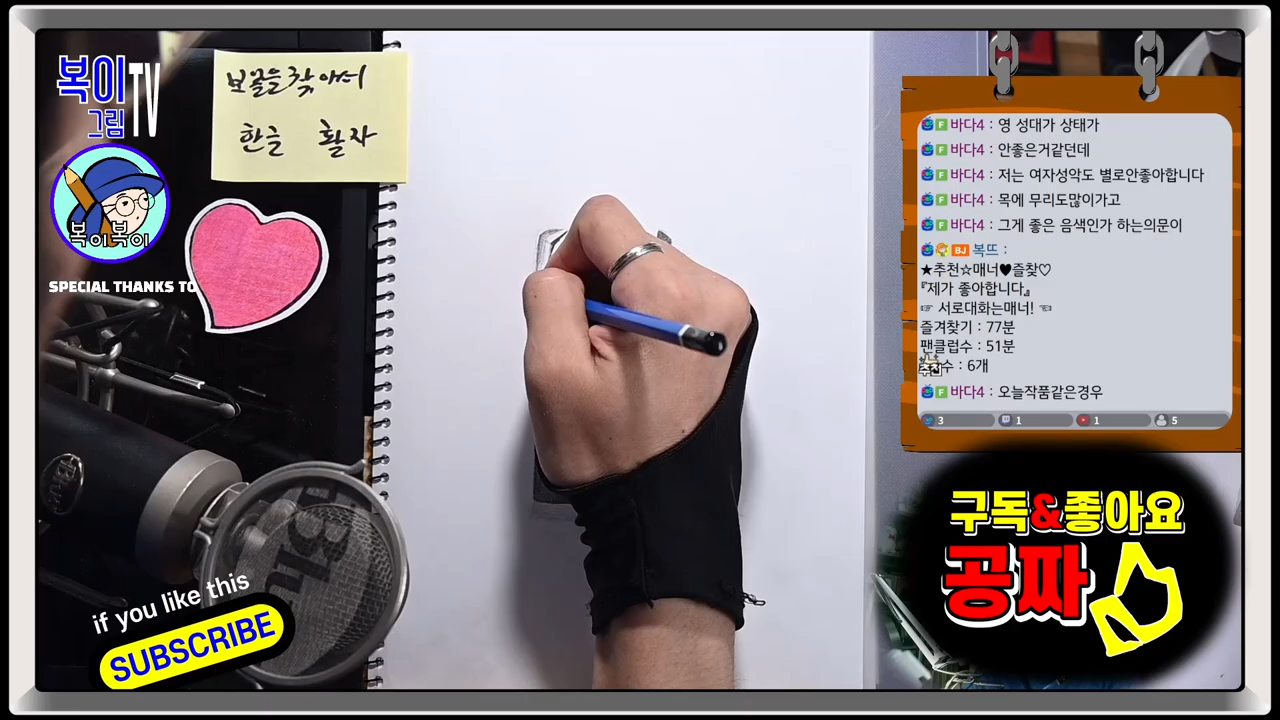 복이TV
그림
보물을찾아서
한글 활자
복이복이
SPECIAL THANKS TO
Blue
Blu
if you like this
SUBSCRIBE
바다4 : 영 성대가 상태가
바다4 : 안좋은거같던데
바다4 : 저는 여자성악도 별로안좋아합니다
바다4 : 목에 무리도많이가고
바다4 : 그게 좋은 음색인가 하는의문이
BJ 복뜨 :
★추천☆매너♥즐찾♡
『제가 좋아합니다』
☞ 서로대화는매너! ☜
즐겨찾기 : 77분
팬클럽수 : 51분
수 : 6개
바다4 : 오늘작품같은경우
3 1 1 5
구독&좋아요
공짜